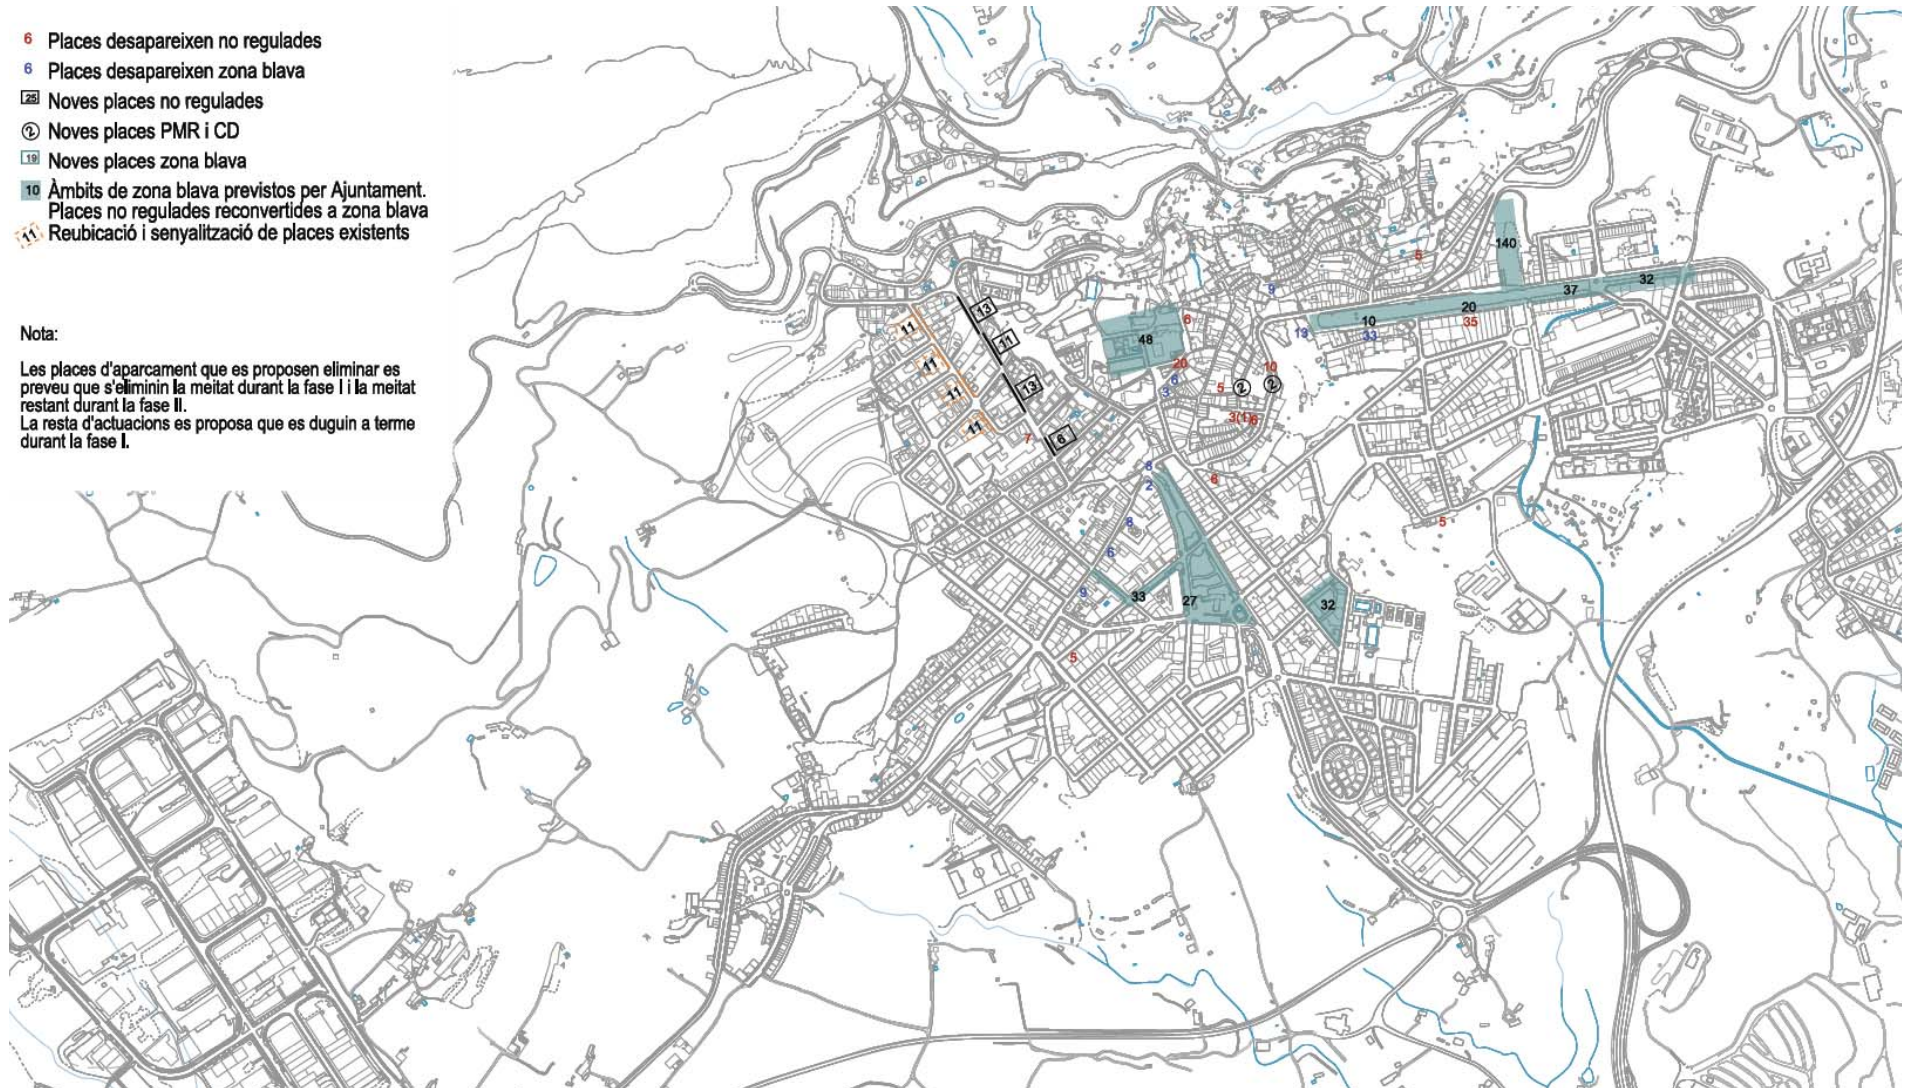 6 Places desapareixen no regulades
6 Places desapareixen zona blava
25 Noves places no regulades
2 Noves places PMR i CD
19 Noves places zona blava
10 Àmbits de zona blava previstos per Ajuntament.
Places no regulades reconvertides a zona blava
11 Reubicació i senyalització de places existents
Nota:
Les places d'aparcament que es proposen eliminar es
preveu que s'eliminin la meitat durant la fase I i la meitat
restant durant la fase II.
La resta d'actuacions es proposa que es duguin a terme
durant la fase I.
140
5
32
37
9
20
13
10
35
6
19
33
11
11
48
11
20
10
6
13
5
2
2
3
11
3(1)
6
7
6
8
6
2
8
5
6
33
9
27
32
5